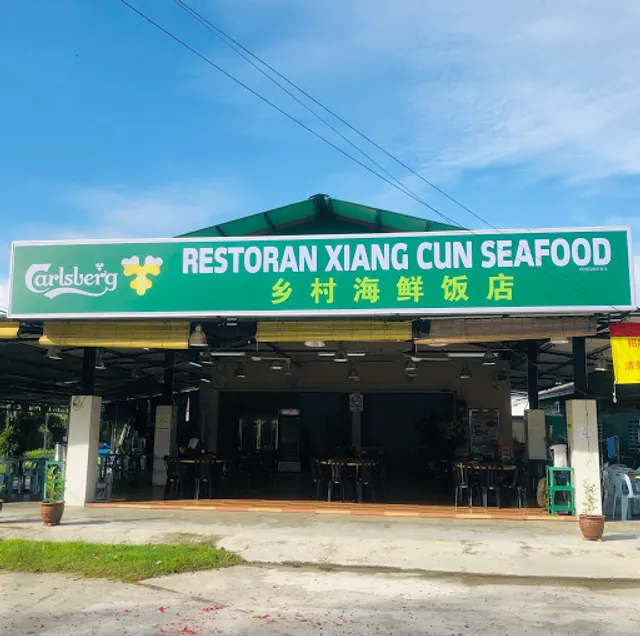 Carlsberg
RESTORAN XIANG CUN SEAFOOD
乡村海鲜饭店